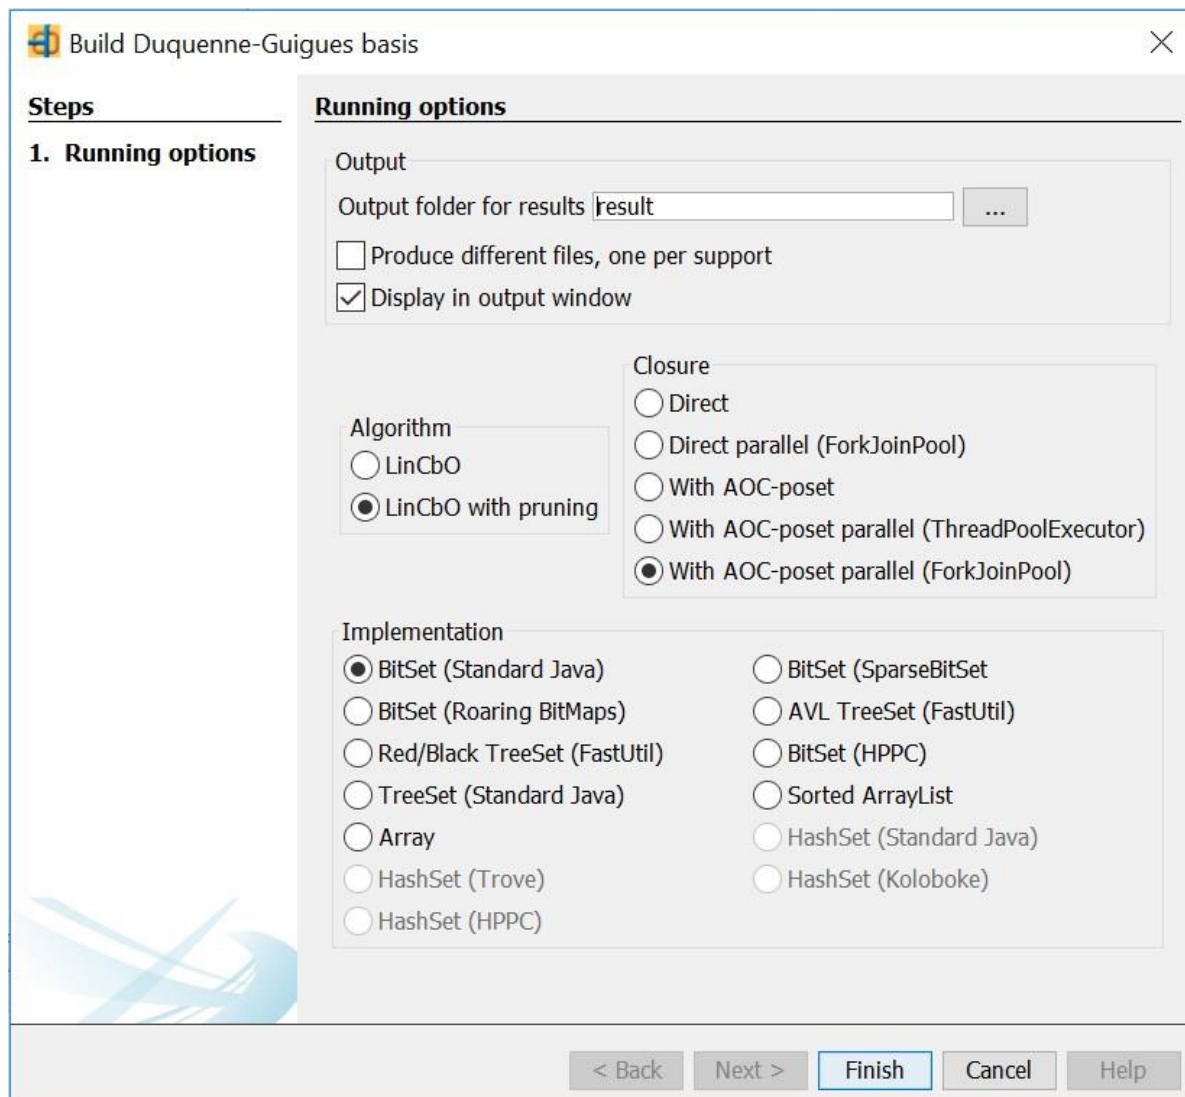 Build Duquenne-Guigues basis
Steps
1. Running options
Running options
Output
Output folder for results result ...
Produce different files, one per support
Display in output window
Algorithm
LinCbO
LinCbO with pruning
Closure
Direct
Direct parallel (ForkJoinPool)
With AOC-poset
With AOC-poset parallel (ThreadPoolExecutor)
With AOC-poset parallel (ForkJoinPool)
Implementation
BitSet (Standard Java) BitSet (SparseBitSet
BitSet (Roaring BitMaps) AVL TreeSet (FastUtil)
Red/Black TreeSet (FastUtil) BitSet (HPPC)
TreeSet (Standard Java) Sorted ArrayList
Array HashSet (Standard Java)
HashSet (Trove) HashSet (Koloboke)
HashSet (HPPC)
< Back Next > Finish Cancel Help